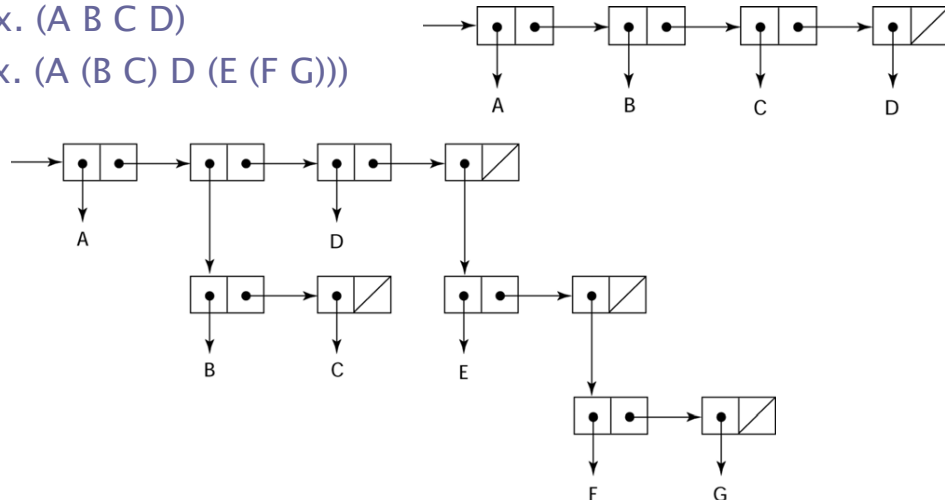 x. (A B C D)
x. (A (B C) D (E (F G)))
A B C D
A D
B C E
F G